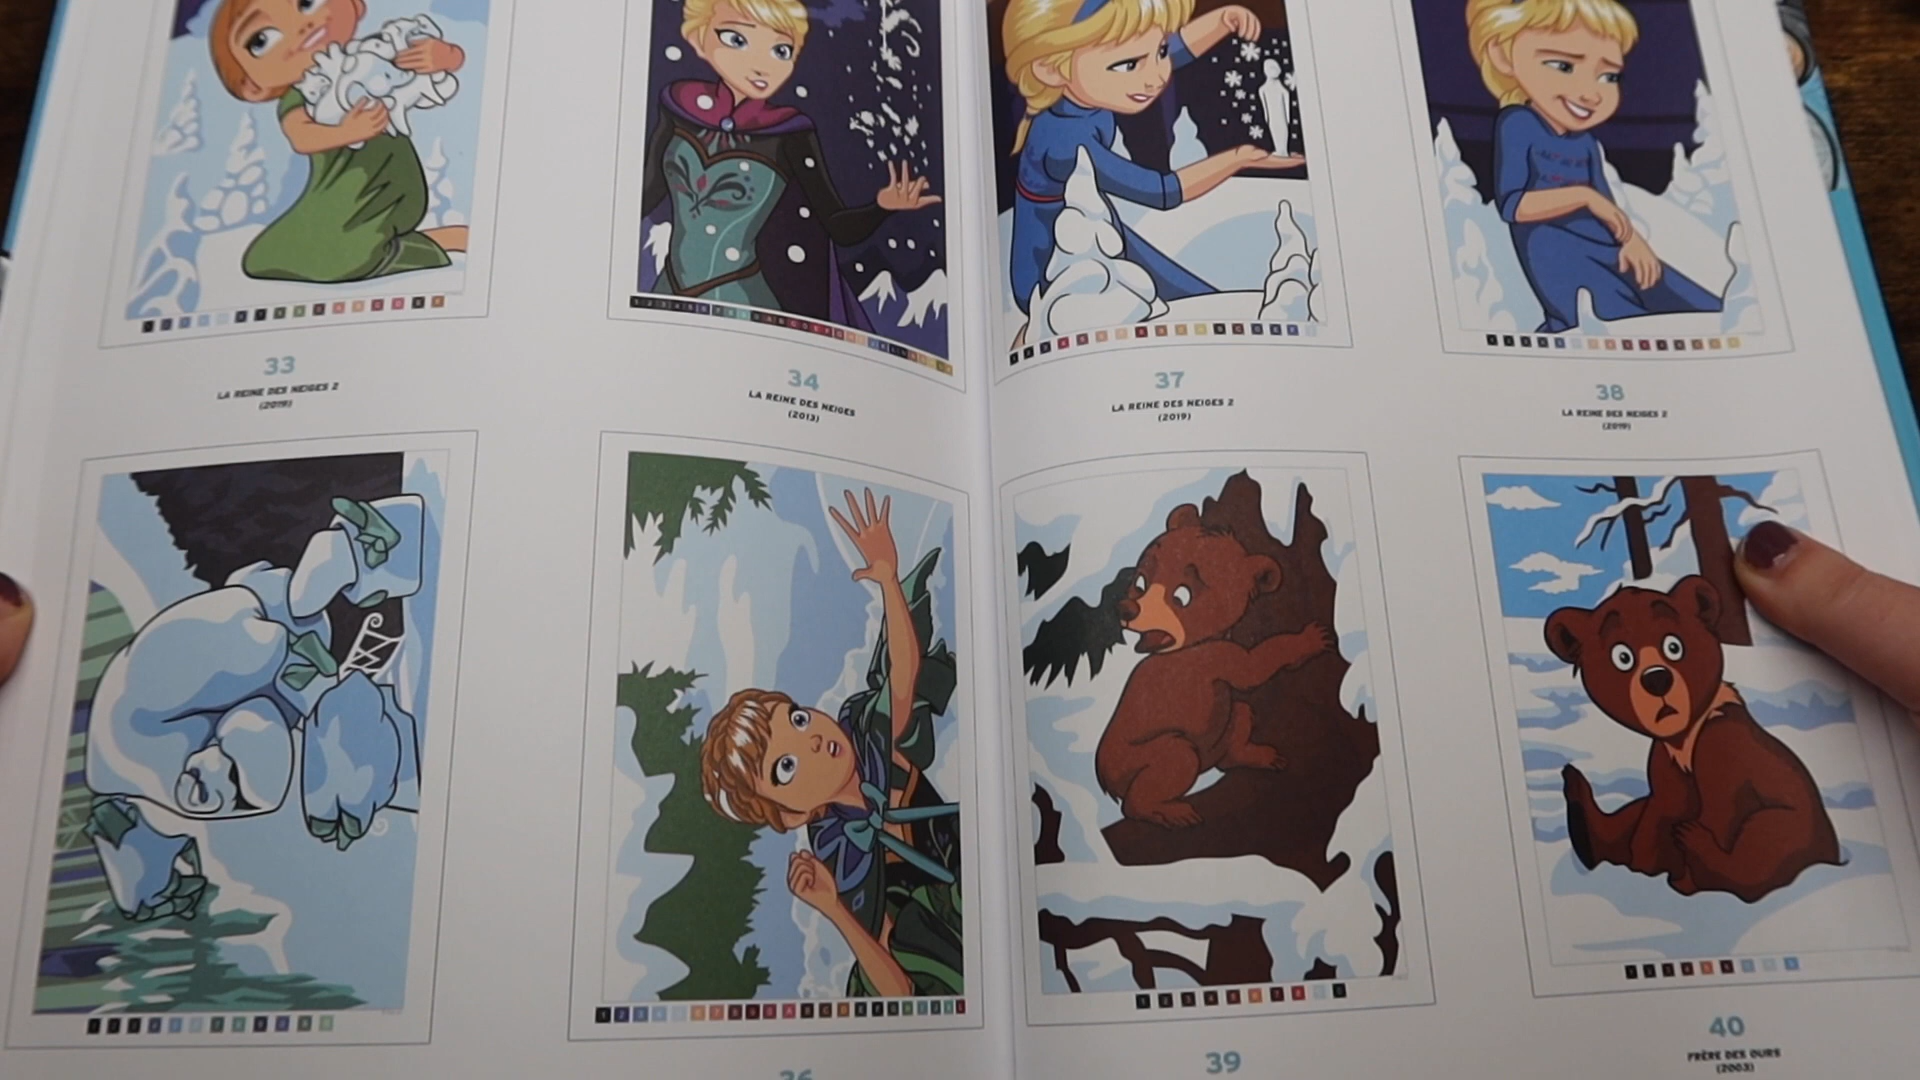 33
LA REINE DES NEIGES 2
(2019)
34
LA REINE DES NEIGES
(2013)
37
LA REINE DES NEIGES 2
(2019)
38
LA REINE DES NEIGES 2
(2019)
36
39
40
FRÈRE DES OURS
(2003)